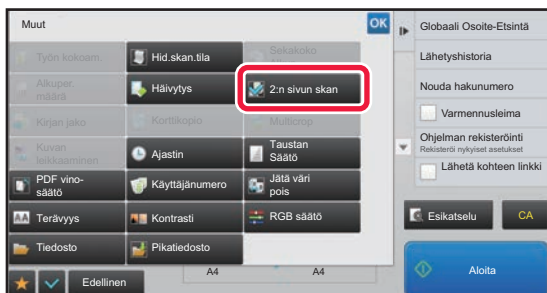 Muut
OK
Työn kokoam.
Hid.skan.tila
Sekakoko
Alkuper.
määrä
Häivytys
2:n sivun skan
Kirjan jako
Korttikopio
Multicrop
Kuvan
leikkaaminen
Ajastin
Taustan
Säätö
PDF vino-
säätö
Käyttäjänumero
Jätä väri
pois
AA
Terävyys
Kontrasti
RGB säätö
Tiedosto
Pikatiedosto
Edellinen
A4
A4
Globaali Osoite-Etsintä
Lähetyshistoria
Nouda hakunumero
Varmennusleima
Ohjelman rekisteröinti
Rekisteröi nykyiset asetukset
Lähetä kohteen linkki
Esikatselu
CA
Aloita